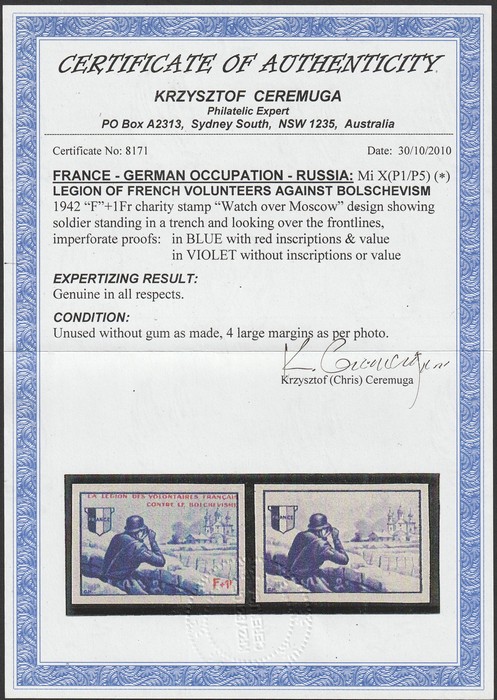 CERTIFICATE OF AUTHENTICITY
KRZYSZTOF CEREMUGA
Philatelic Expert
PO Box A2313, Sydney South, NSW 1235, Australia
Certificate No: 8171 Date: 30/10/2010
FRANCE - GERMAN OCCUPATION - RUSSIA: Mi X(P1/P5) (*)
LEGION OF FRENCH VOLUNTEERS AGAINST BOLSCHEVISM
1942 “F”+1Fr charity stamp “Watch over Moscow” design showing
soldier standing in a trench and looking over the frontlines,
imperforate proofs: in BLUE with red inscriptions & value
in VIOLET without inscriptions or value
EXPERTIZING RESULT:
Genuine in all respects.
CONDITION:
Unused without gum as made, 4 large margins as per photo.
K. Ceremuga
Krzysztof (Chris) Ceremuga
LA LEGION DES VOLONTAIRES FRANÇAIS
CONTRE LE BOLCHEVISME
FRANCE
FRANCE